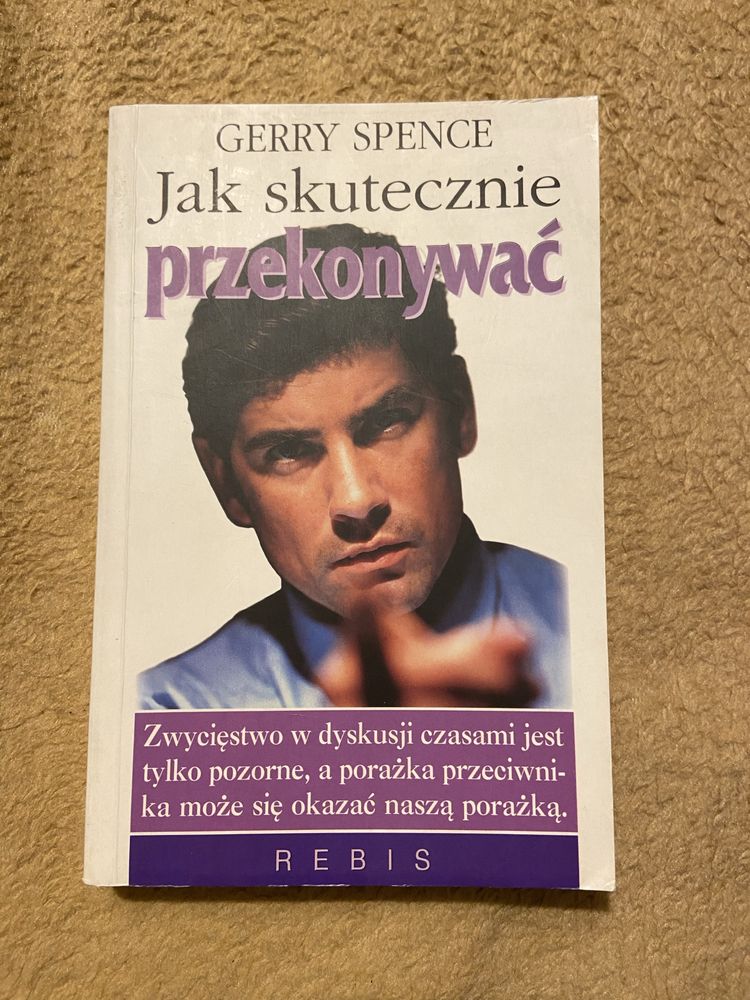 GERRY SPENCE
Jak skutecznie
przekonywać
Zwycięstwo w dyskusji czasami jest
tylko pozorne, a porażka przeciwni-
ka może się okazać naszą porażką.
REBIS